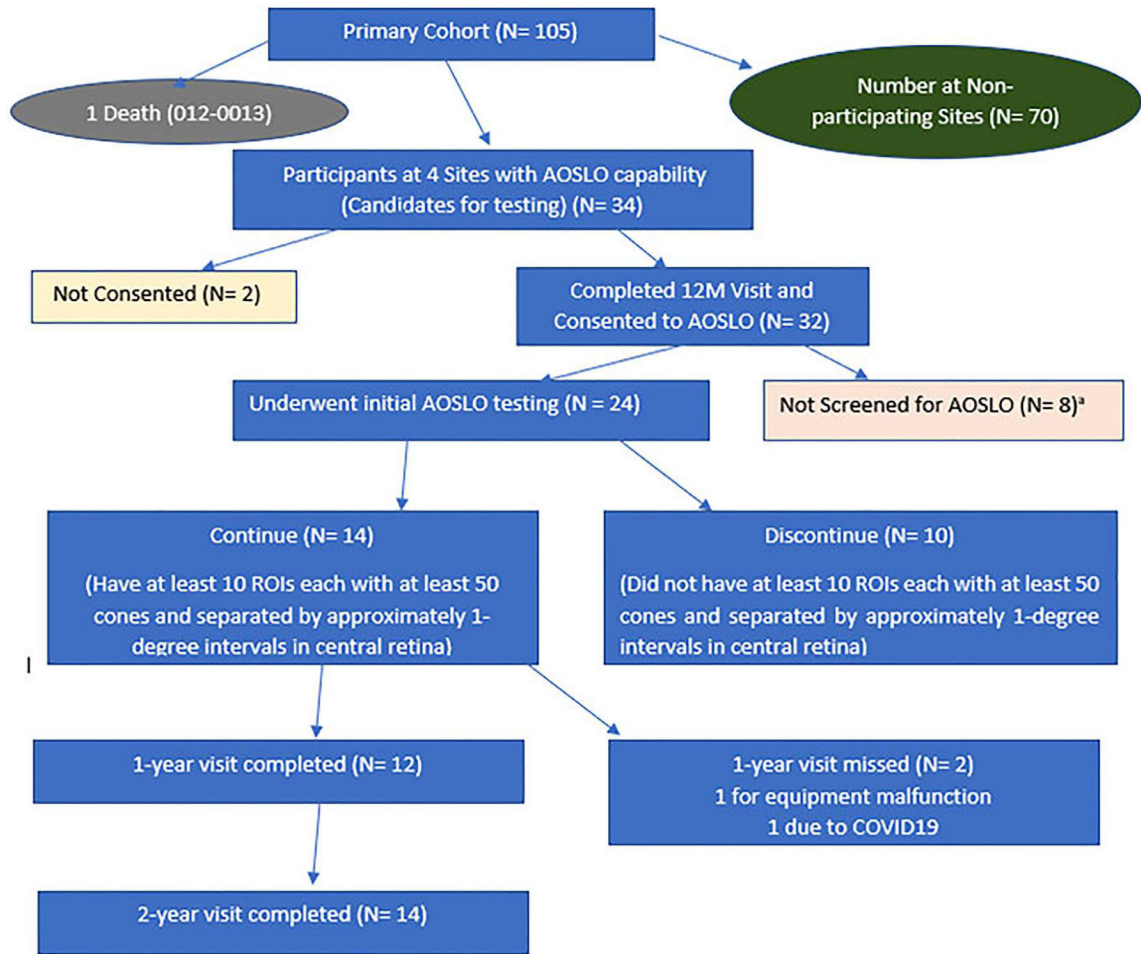 Primary Cohort (N= 105)
1 Death (012-0013)
Number at Non-
participating Sites (N= 70)
Participants at 4 Sites with AOSLO capability
(Candidates for testing) (N= 34)
Not Consented (N= 2)
Completed 12M Visit and
Consented to AOSLO (N= 32)
Underwent initial AOSLO testing (N = 24)
Not Screened for AOSLO (N= 8)ª
Continue (N= 14)
(Have at least 10 ROIs each with at least 50
cones and separated by approximately 1-
degree intervals in central retina)
Discontinue (N= 10)
(Did not have at least 10 ROIs each with at least 50
cones and separated by approximately 1-degree
intervals in central retina)
1-year visit completed (N= 12)
1-year visit missed (N= 2)
1 for equipment malfunction
1 due to COVID19
2-year visit completed (N= 14)